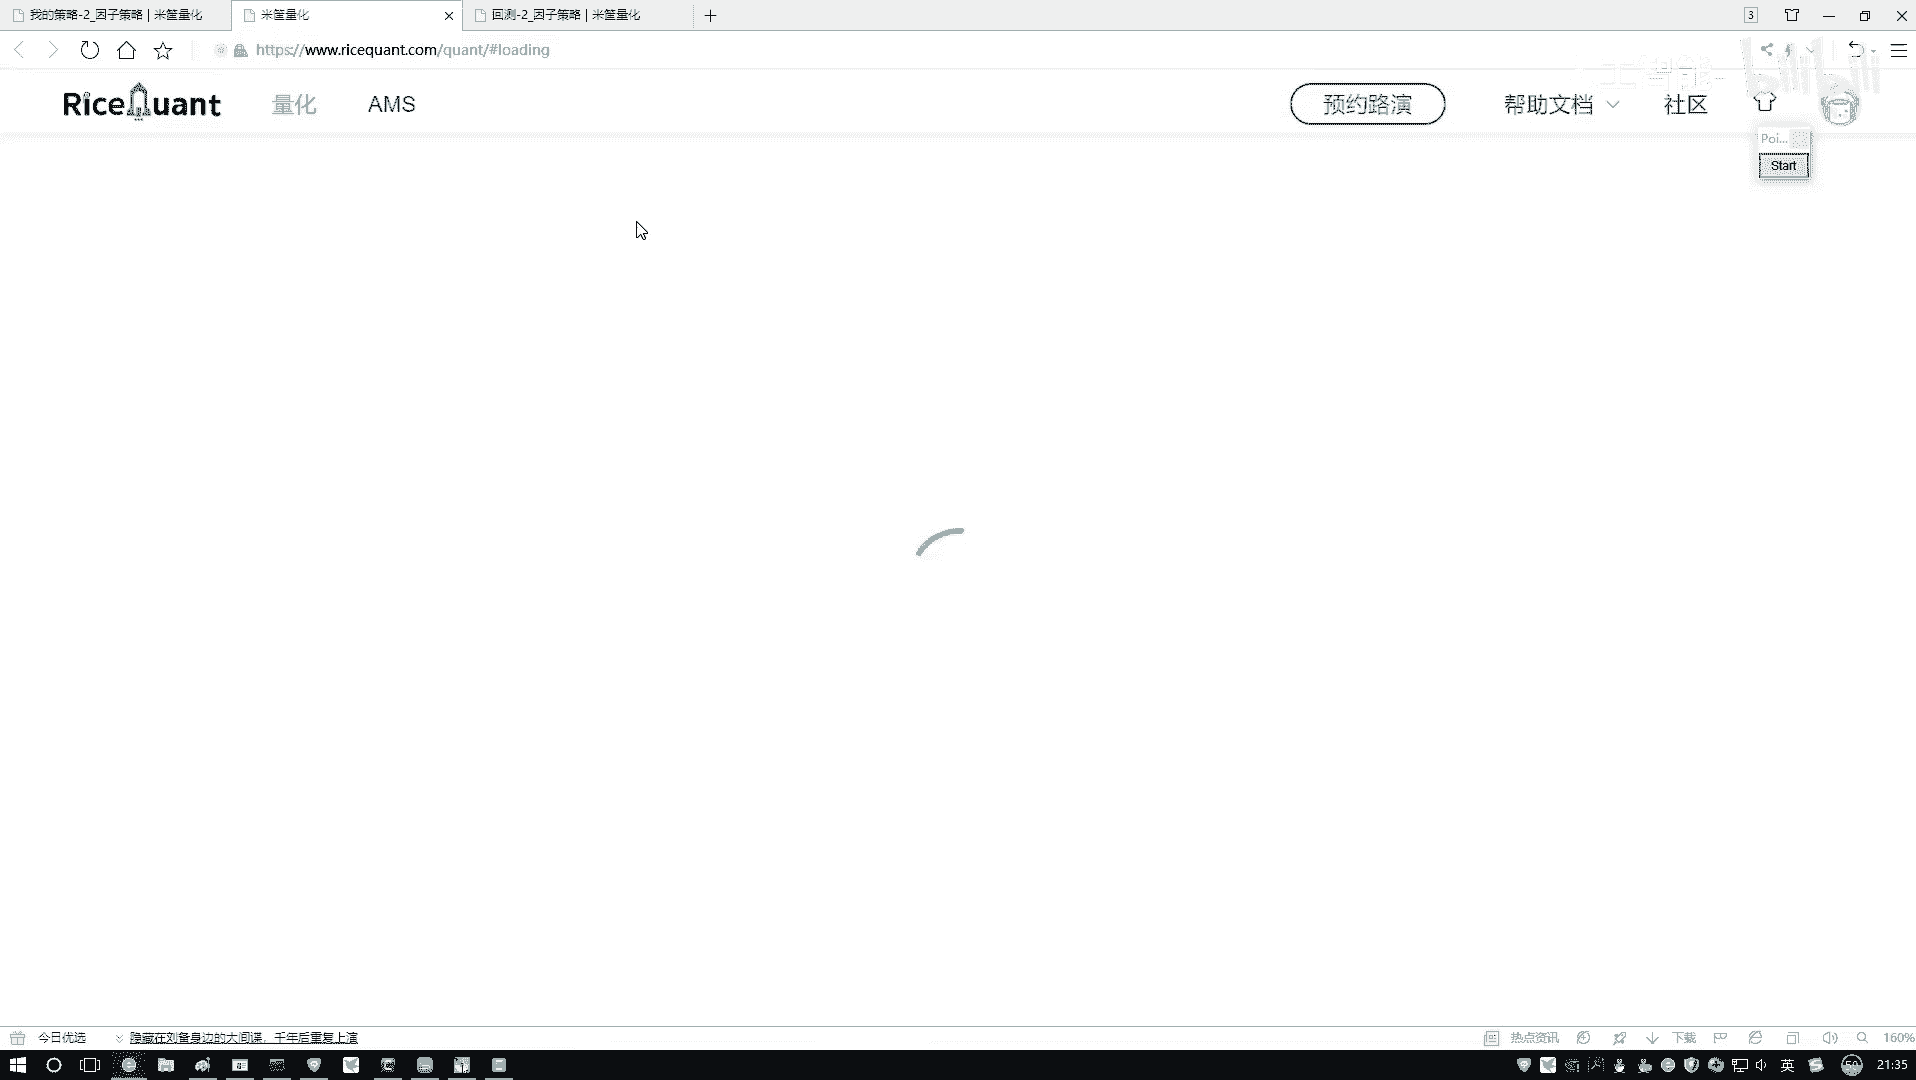 我的策略-2_因子策略 | 米筐量化
米筐量化
回测-2_因子策略 | 米筐量化
3
https://www.ricequant.com/quant/#loading
RiceQuant
量化
AMS
预约路演
帮助文档
社区
bilibili
Poi...
Start
今日优选
隐藏在刘备身边的大间谍，千年后重复上演
热点资讯
下载
160%
英
21:35